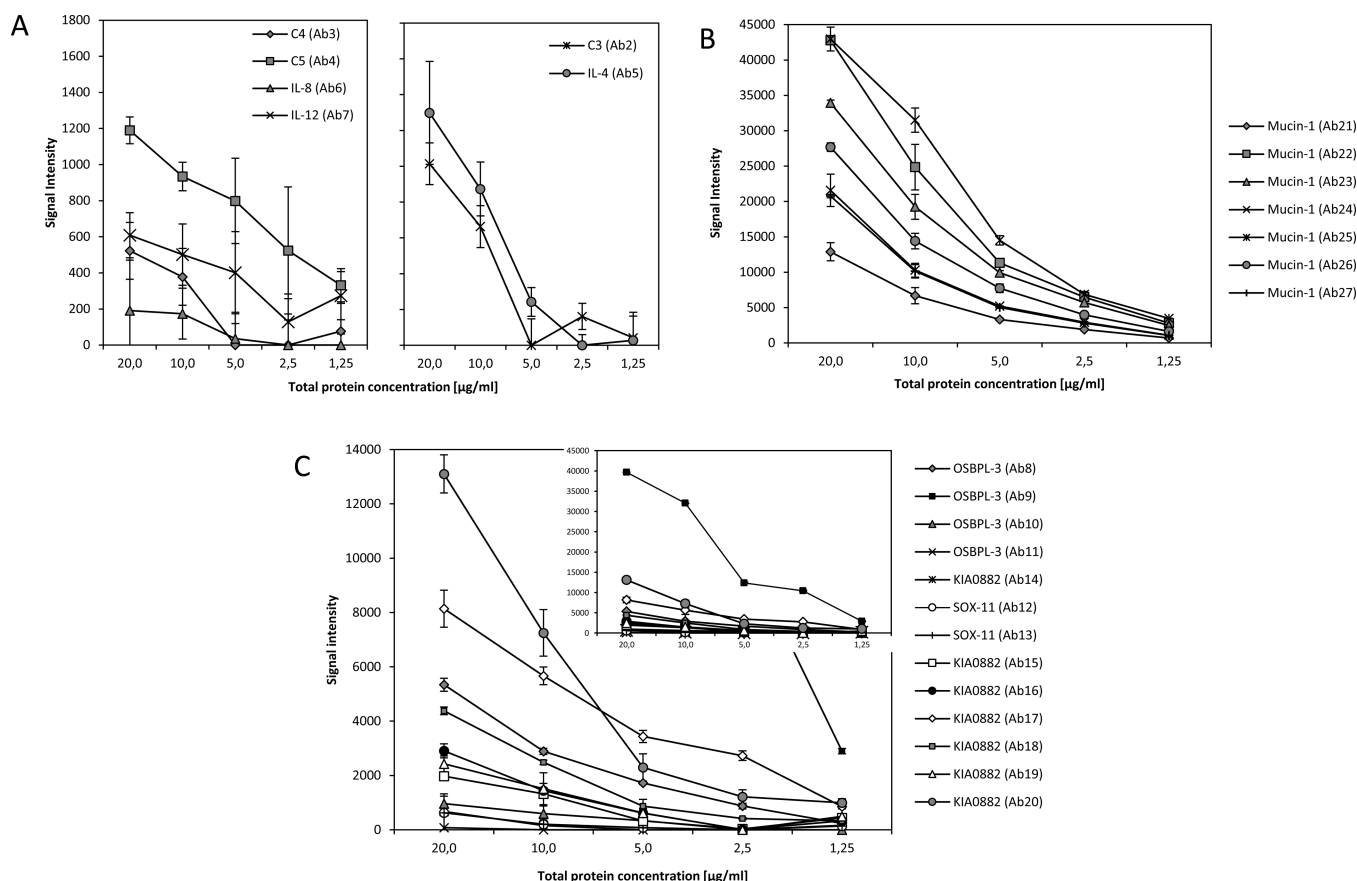 A
1800
1600
1400
1200
1000
800
600
400
200
0
Signal Intensity
C4 (Ab3)
C5 (Ab4)
IL-8 (Ab6)
IL-12 (Ab7)
C3 (Ab2)
IL-4 (Ab5)
20,0 10,0 5,0 2,5 1,25
20,0 10,0 5,0 2,5 1,25
Total protein concentration [µg/ml]
B
45000
40000
35000
30000
25000
20000
15000
10000
5000
0
Signal Intensity
20,0 10,0 5,0 2,5 1,25
Total protein concentration [µg/ml]
Mucin-1 (Ab21)
Mucin-1 (Ab22)
Mucin-1 (Ab23)
Mucin-1 (Ab24)
Mucin-1 (Ab25)
Mucin-1 (Ab26)
Mucin-1 (Ab27)
C
14000
12000
10000
8000
6000
4000
2000
0
Signal intensity
45000
40000
35000
30000
25000
20000
15000
10000
5000
0
20,0 10,0 5,0 2,5 1,25
20,0 10,0 5,0 2,5 1,25
Total protein concentration [µg/ml]
OSBPL-3 (Ab8)
OSBPL-3 (Ab9)
OSBPL-3 (Ab10)
OSBPL-3 (Ab11)
KIA0882 (Ab14)
SOX-11 (Ab12)
SOX-11 (Ab13)
KIA0882 (Ab15)
KIA0882 (Ab16)
KIA0882 (Ab17)
KIA0882 (Ab18)
KIA0882 (Ab19)
KIA0882 (Ab20)